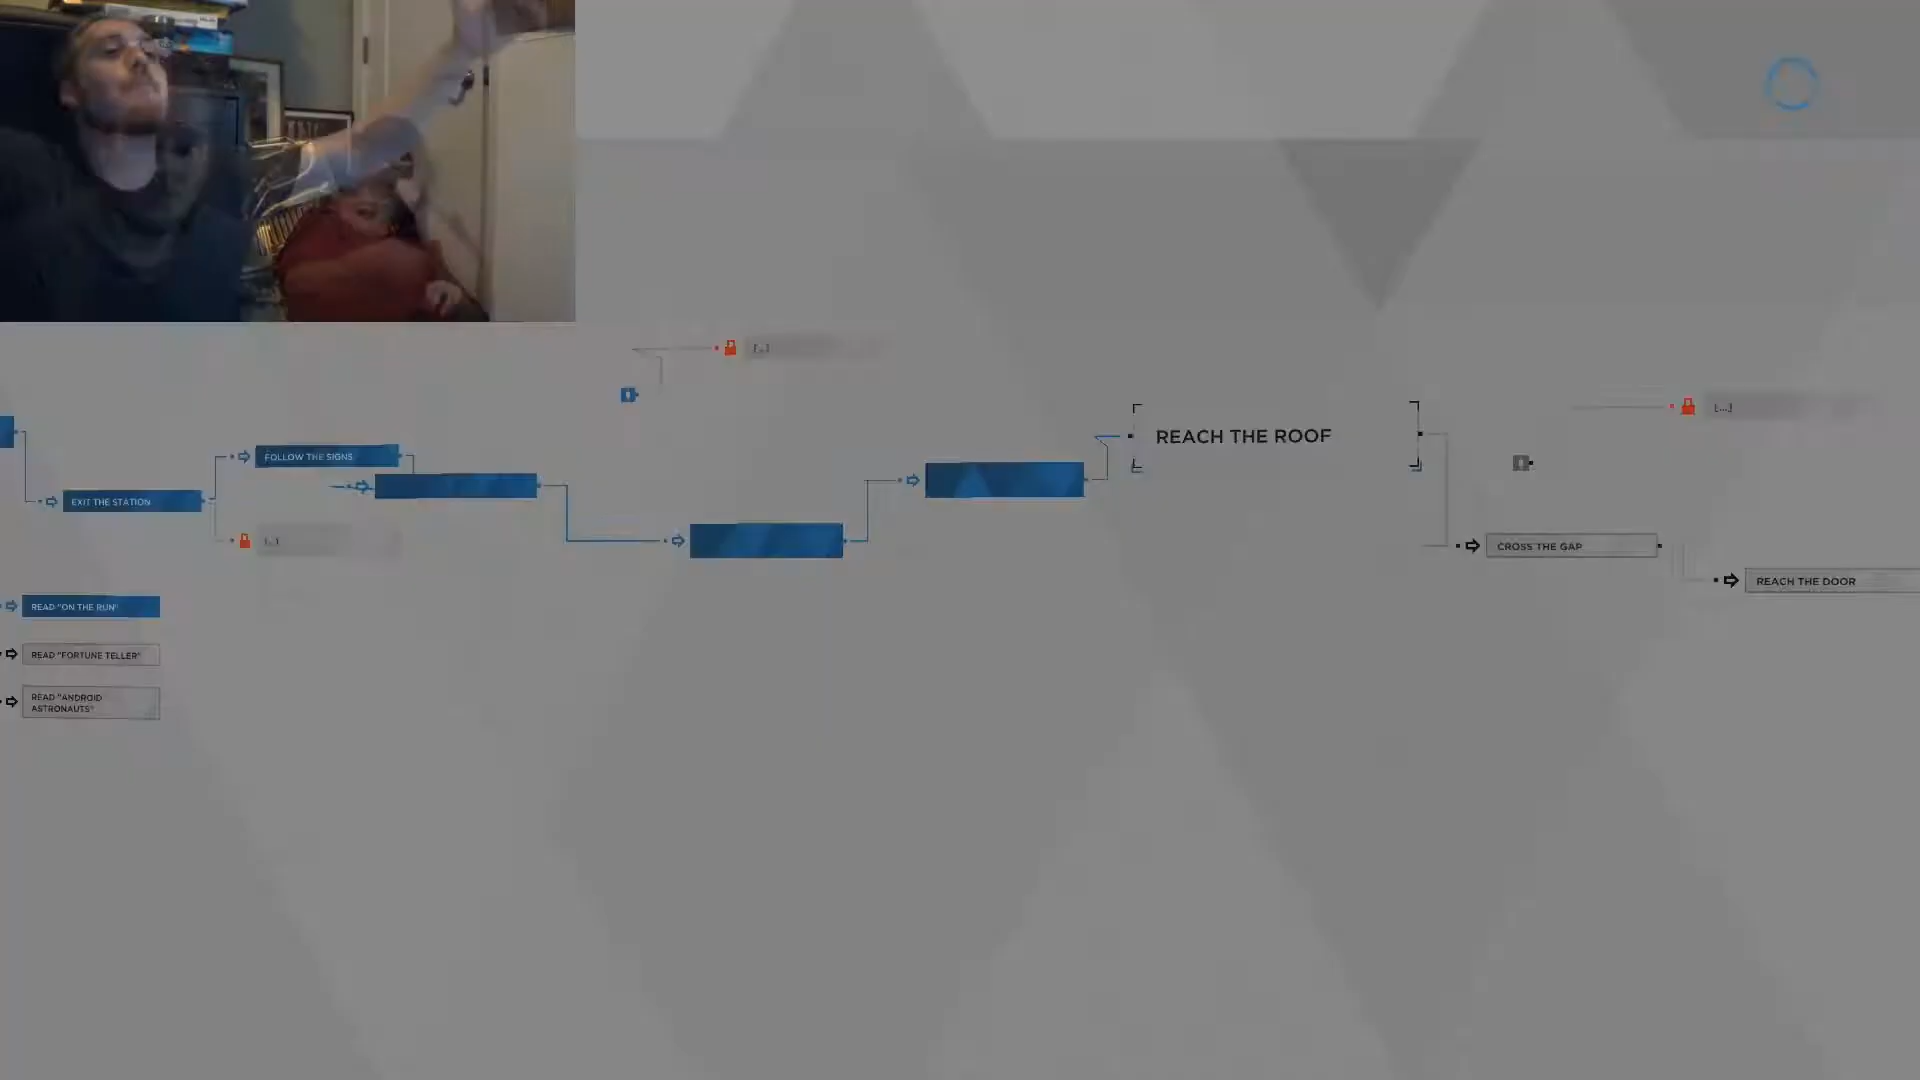 [...]
REACH THE ROOF
[...]
FOLLOW THE SIGNS
EXIT THE STATION
[...]
CROSS THE GAP
REACH THE DOOR
READ "ON THE RUN"
READ "FORTUNE TELLER"
READ "ANDROID
ASTRONAUTS"